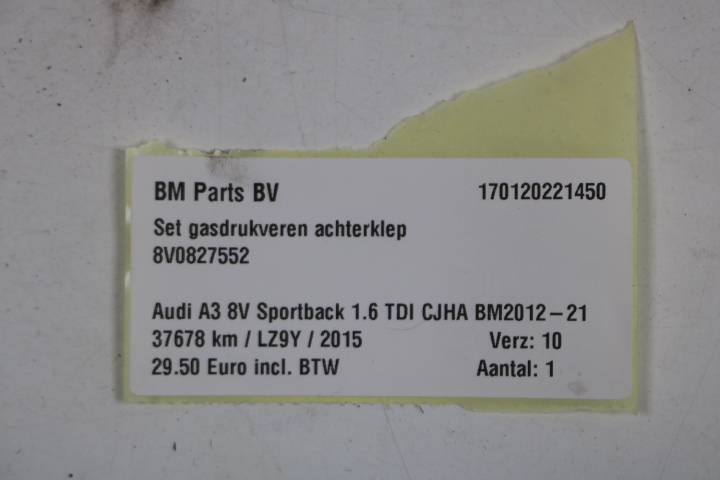 BM Parts BV 170120221450
Set gasdrukveren achterklep
8V0827552
Audi A3 8V Sportback 1.6 TDI CJHA BM2012-21
37678 km / LZ9Y / 2015 Verz: 10
29.50 Euro incl. BTW Aantal: 1